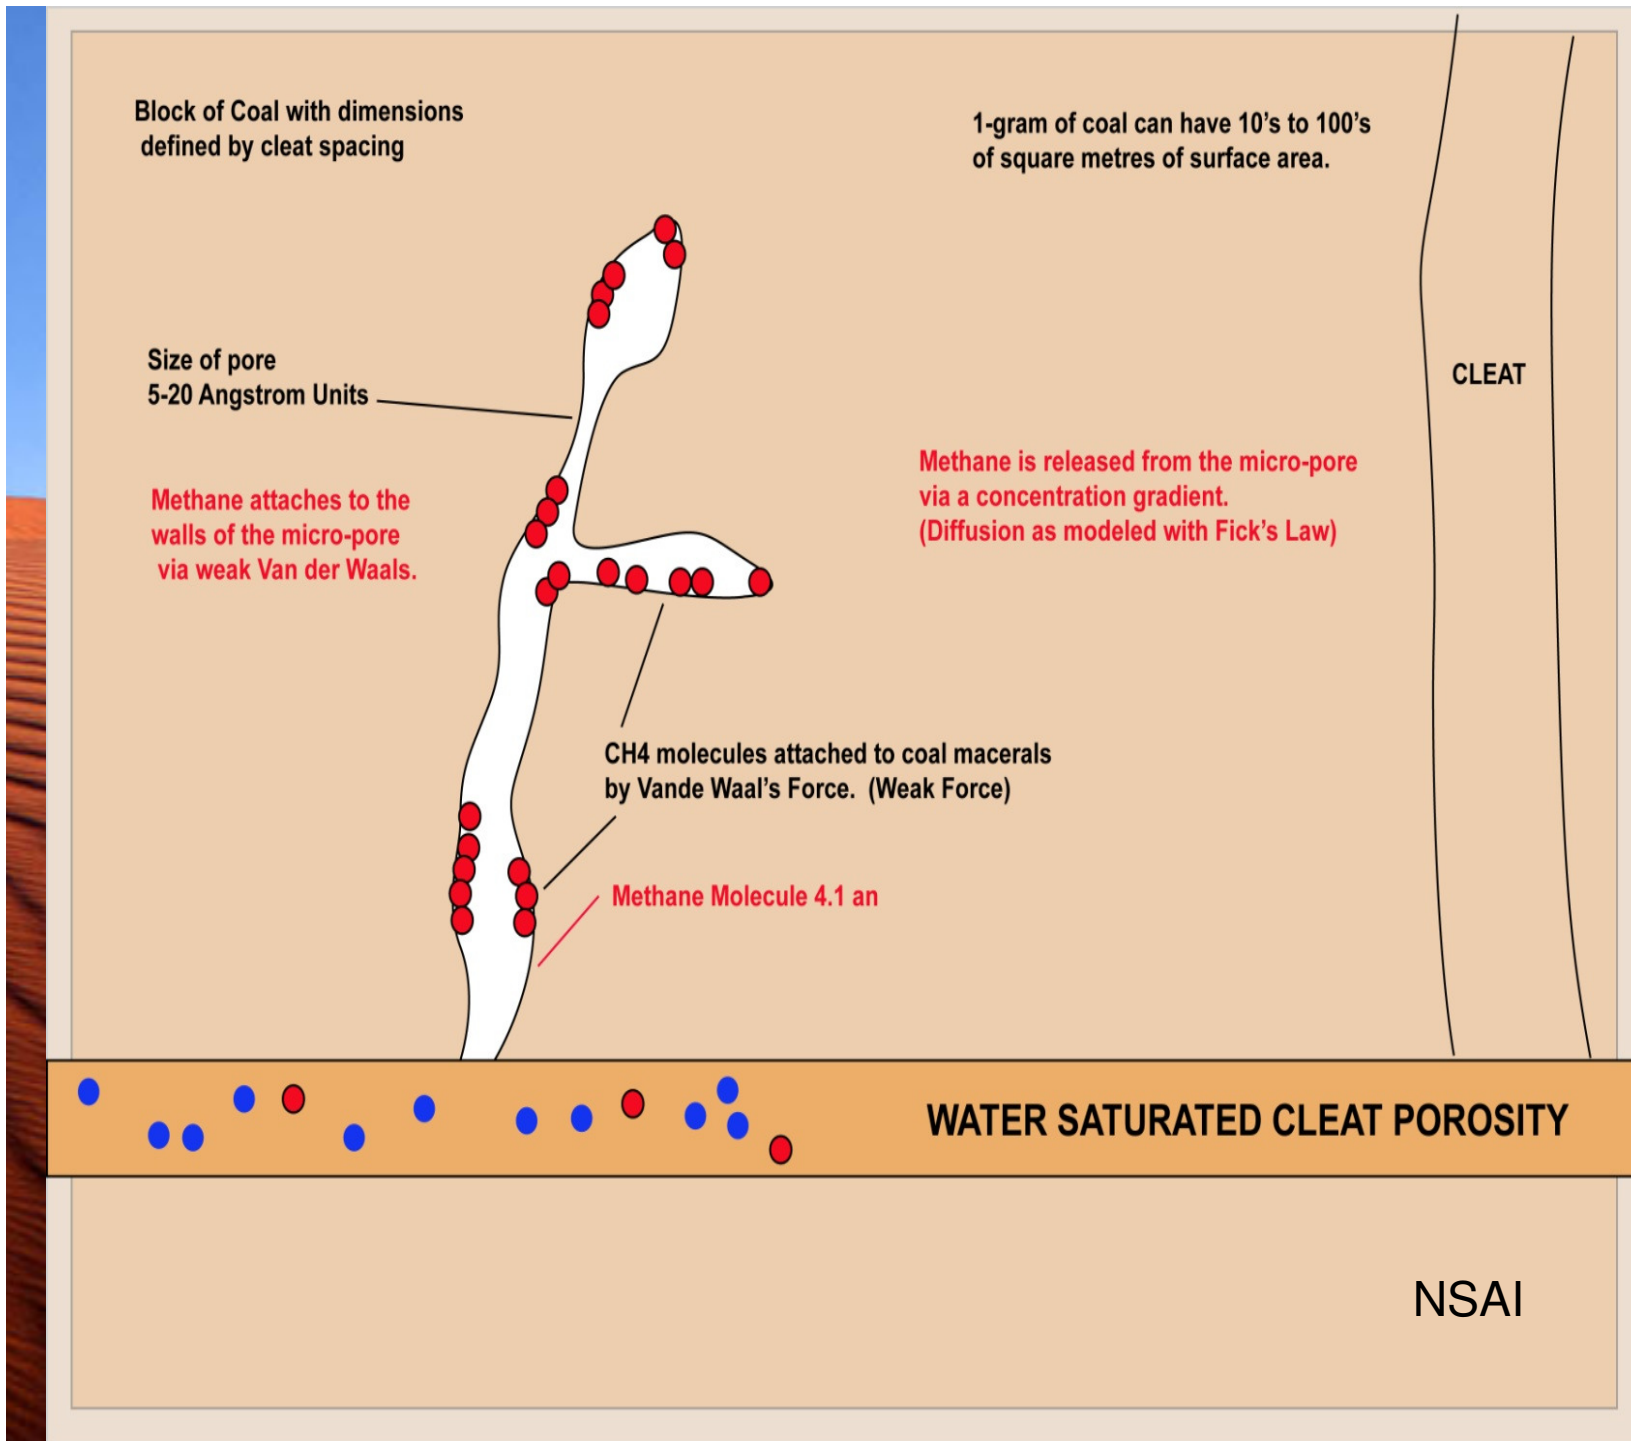 Block of Coal with dimensions
defined by cleat spacing
1-gram of coal can have 10's to 100's
of square metres of surface area.
Size of pore
5-20 Angstrom Units
CLEAT
Methane attaches to the
walls of the micro-pore
via weak Van der Waals.
Methane is released from the micro-pore
via a concentration gradient.
(Diffusion as modeled with Fick's Law)
CH4 molecules attached to coal macerals
by Vande Waal's Force. (Weak Force)
Methane Molecule 4.1 an
WATER SATURATED CLEAT POROSITY
NSAI